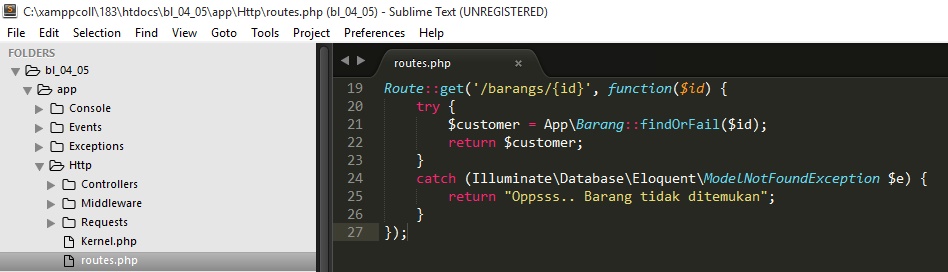 C:\xamppcoll\183\htdocs\bl_04_05\app\Http\routes.php (bl_04_05) - Sublime Text (UNREGISTERED)
File Edit Selection Find View Goto Tools Project Preferences Help
FOLDERS
bl_04_05
app
Console
Events
Exceptions
Http
Controllers
Middleware
Requests
Kernel.php
routes.php
routes.php ×
19 Route::get('/barangs/{id}', function($id) {
20 try {
21 $customer = App\Barang::findOrFail($id);
22 return $customer;
23 }
24 catch (Illuminate\Database\Eloquent\ModelNotFoundException $e) {
25 return "Oppsss.. Barang tidak ditemukan";
26 }
27 });